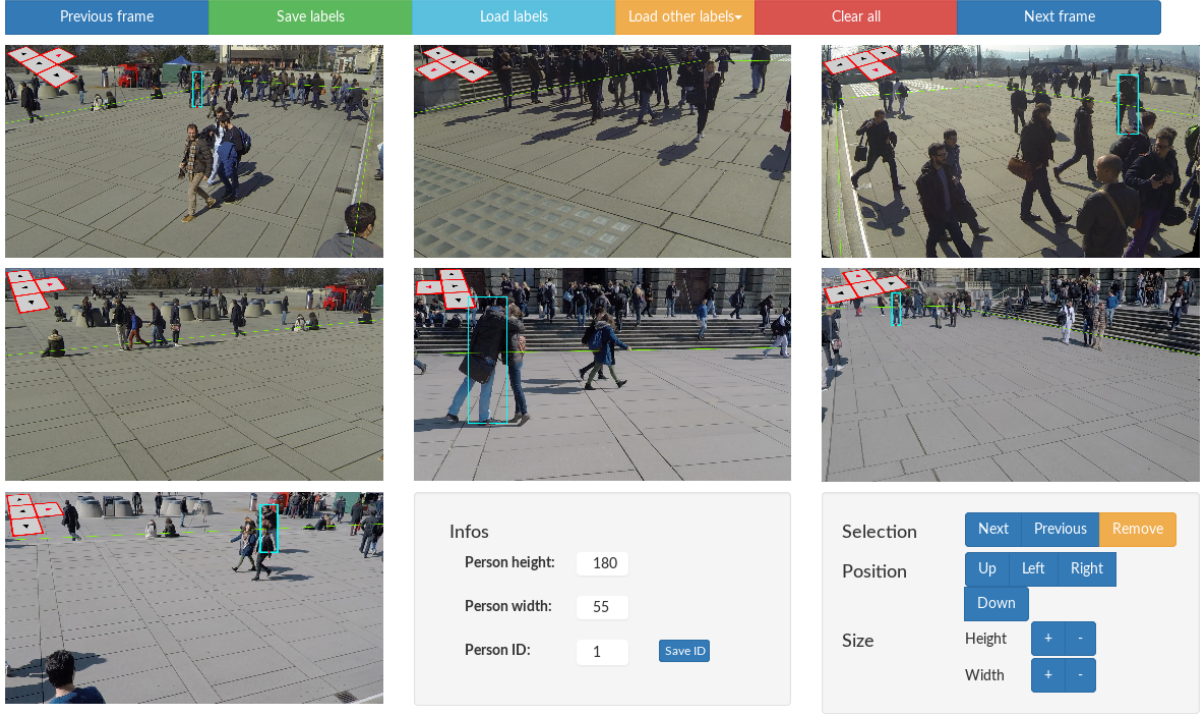 Previous frame
Save labels
Load labels
Load other labels
Clear all
Next frame
Infos
Person height: 180
Person width: 55
Person ID: 1 Save ID
Selection Next Previous Remove
Position Up Left Right
Down
Size Height + -
Width + -